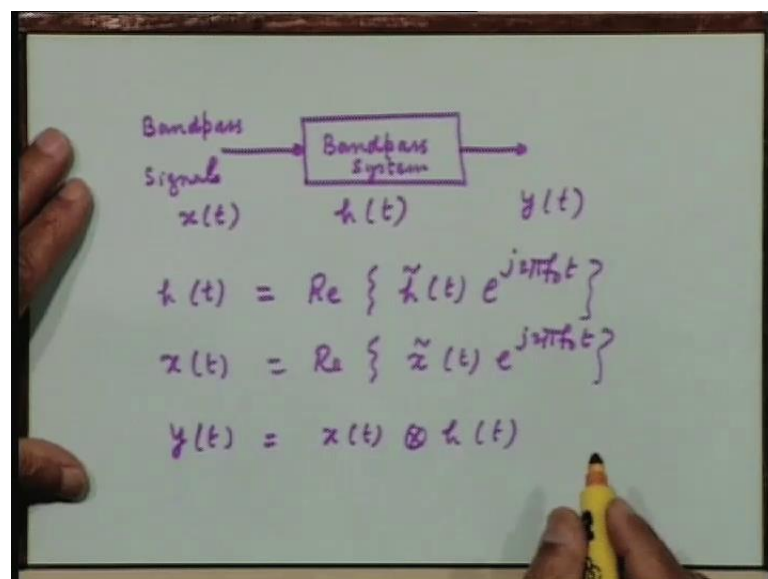 Bandpass
Signals
Bandpass
System
x(t) h(t) y(t)
h(t) = Re { h̃(t) e^{j2πf₀t} }
x(t) = Re { x̃(t) e^{j2πf₀t} }
y(t) = x(t) ⊗ h(t)